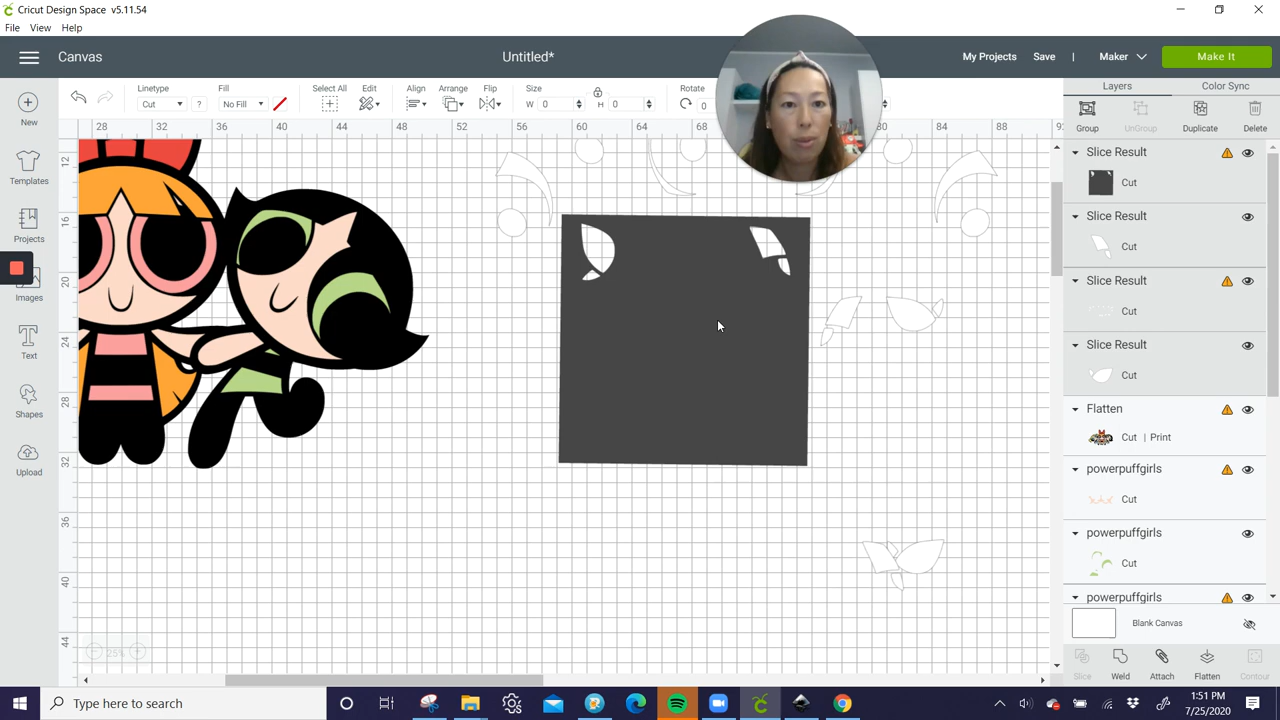 Cricut Design Space v5.11.54
File View Help
Canvas
Untitled*
My Projects Save | Maker Make It
Linetype Fill Select All Edit Align Arrange Flip Size Rotate
Cut ? No Fill W 0 H 0 0
Layers Color Sync
Group UnGroup Duplicate Delete
New
Templates
Projects
Images
Text
Shapes
Upload
28 32 36 40 44 48 52 56 60 64 68 80 84 88
12
16
20
24
28
32
36
40
44
25%
Slice Result
Cut
Slice Result
Cut
Slice Result
Cut
Slice Result
Cut
Flatten
Cut | Print
powerpuffgirls
Cut
powerpuffgirls
Cut
powerpuffgirls
Blank Canvas
Slice Weld Attach Flatten Contour
Type here to search
1:51 PM
7/25/2020